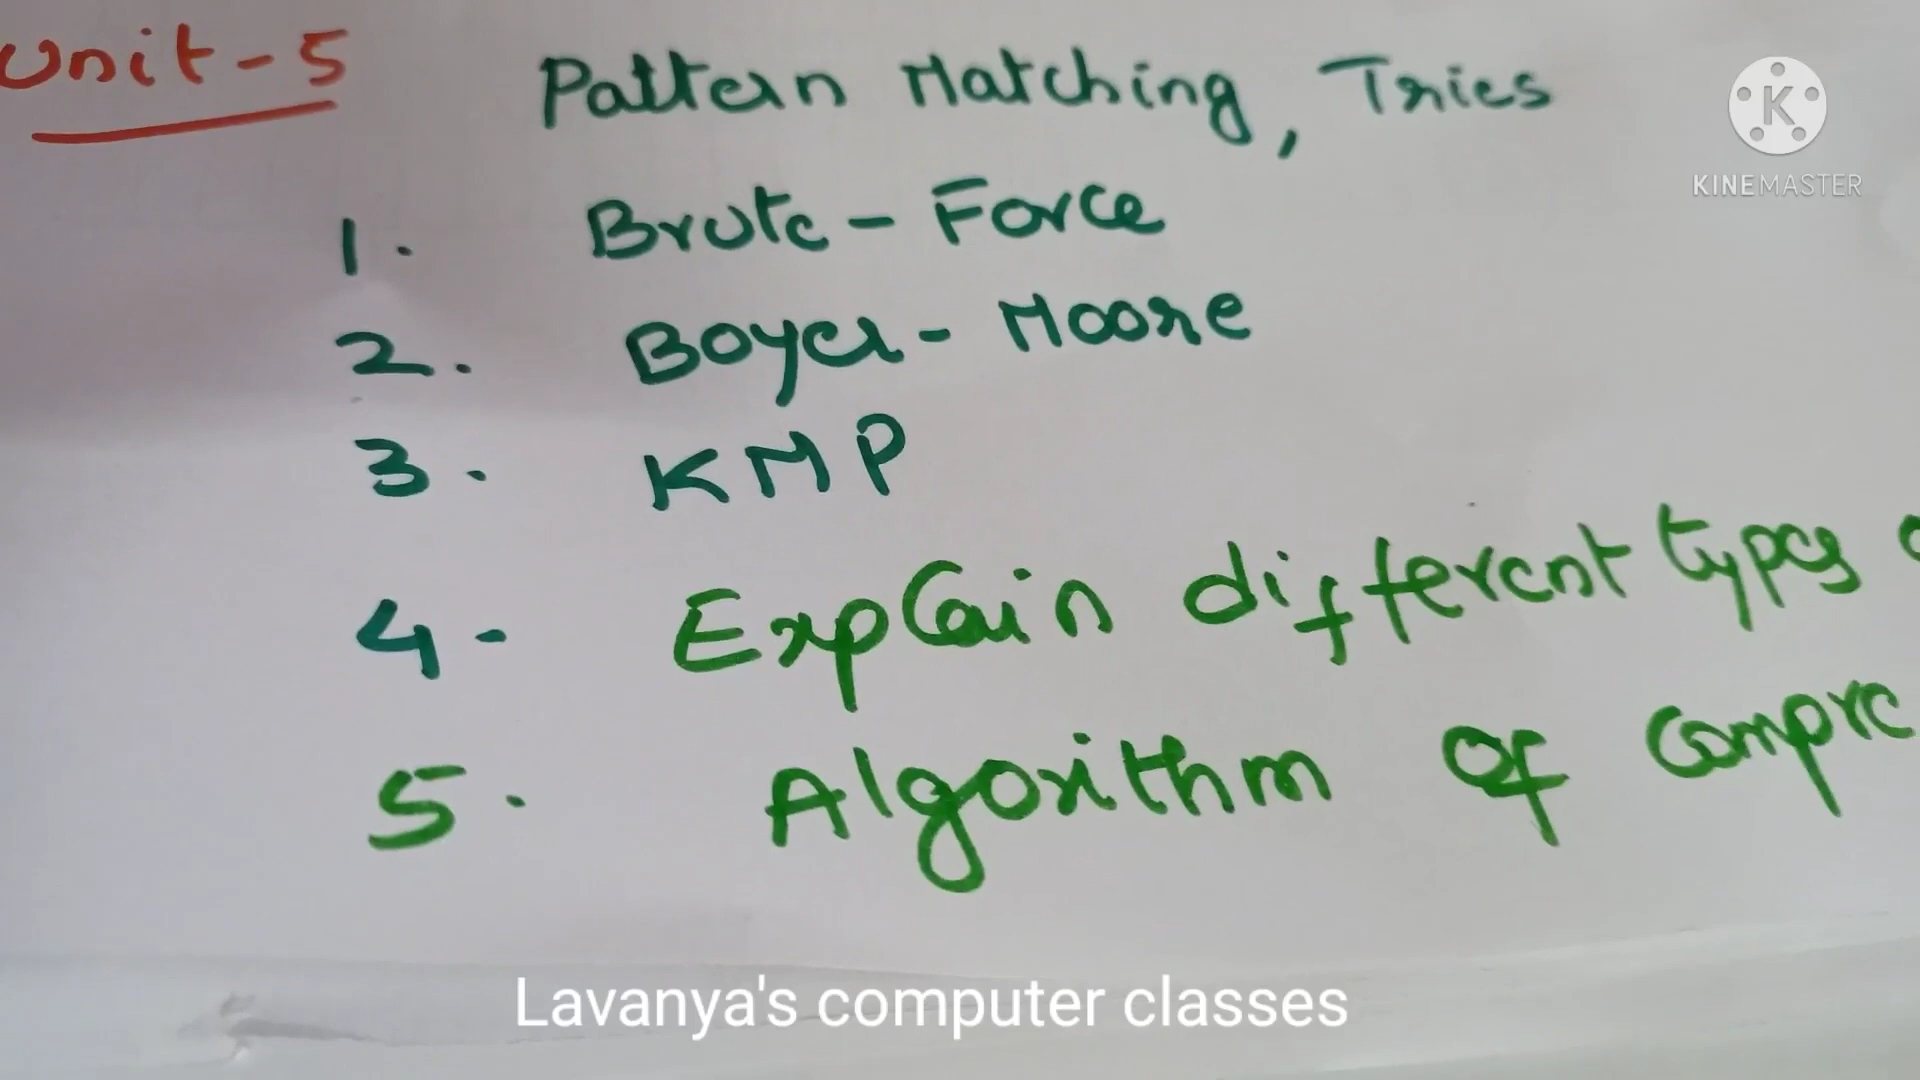 Unit-5 Pattern Matching, Tries
KINEMASTER
1. Brute-Force
2. Boyer-Moore
3. KMP
4. Explain different types
5. Algorithm of compre
Lavanya's computer classes